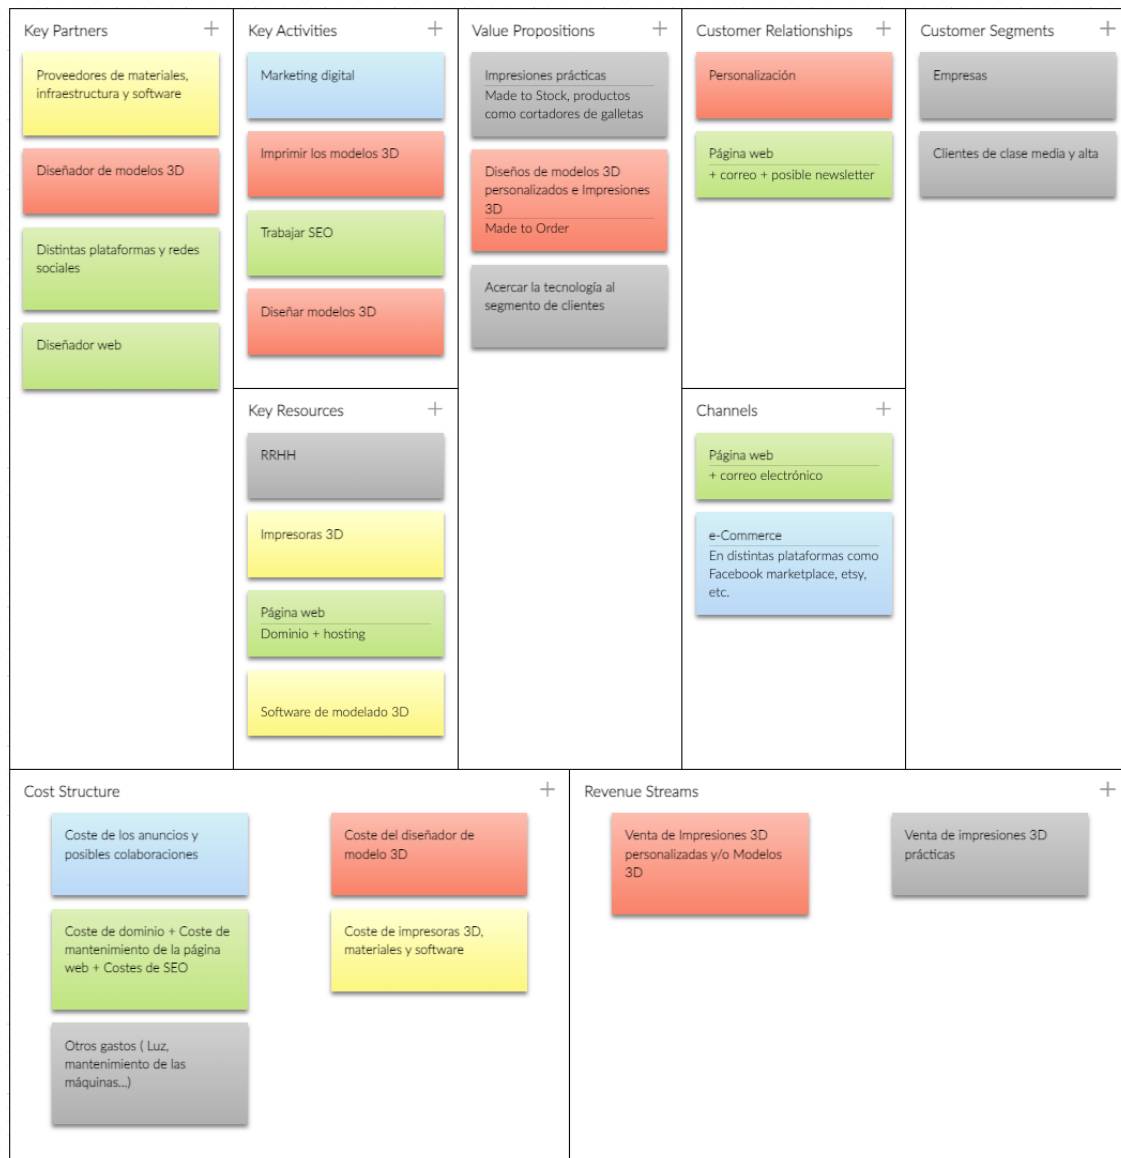 Key Partners
Proveedores de materiales,
infraestructura y software
Diseñador de modelos 3D
Distintas plataformas y redes
sociales
Diseñador web
Key Activities
Marketing digital
Imprimir los modelos 3D
Trabajar SEO
Diseñar modelos 3D
Key Resources
RRHH
Impresoras 3D
Página web
Dominio + hosting
Software de modelado 3D
Value Propositions
Impresiones prácticas
Made to Stock, productos
como cortadores de galletas
Diseños de modelos 3D
personalizados e Impresiones
3D
Made to Order
Acercar la tecnología al
segmento de clientes
Customer Relationships
Personalización
Página web
+ correo + posible newsletter
Channels
Página web
+ correo electrónico
e-Commerce
En distintas plataformas como
Facebook marketplace, etsy,
etc.
Customer Segments
Empresas
Clientes de clase media y alta
Cost Structure
Coste de los anuncios y
posibles colaboraciones
Coste del diseñador de
modelo 3D
Coste de dominio + Coste de
mantenimiento de la página
web + Costes de SEO
Coste de impresoras 3D,
materiales y software
Otros gastos ( Luz,
mantenimiento de las
máquinas...)
Revenue Streams
Venta de Impresiones 3D
personalizadas y/o Modelos
3D
Venta de impresiones 3D
prácticas